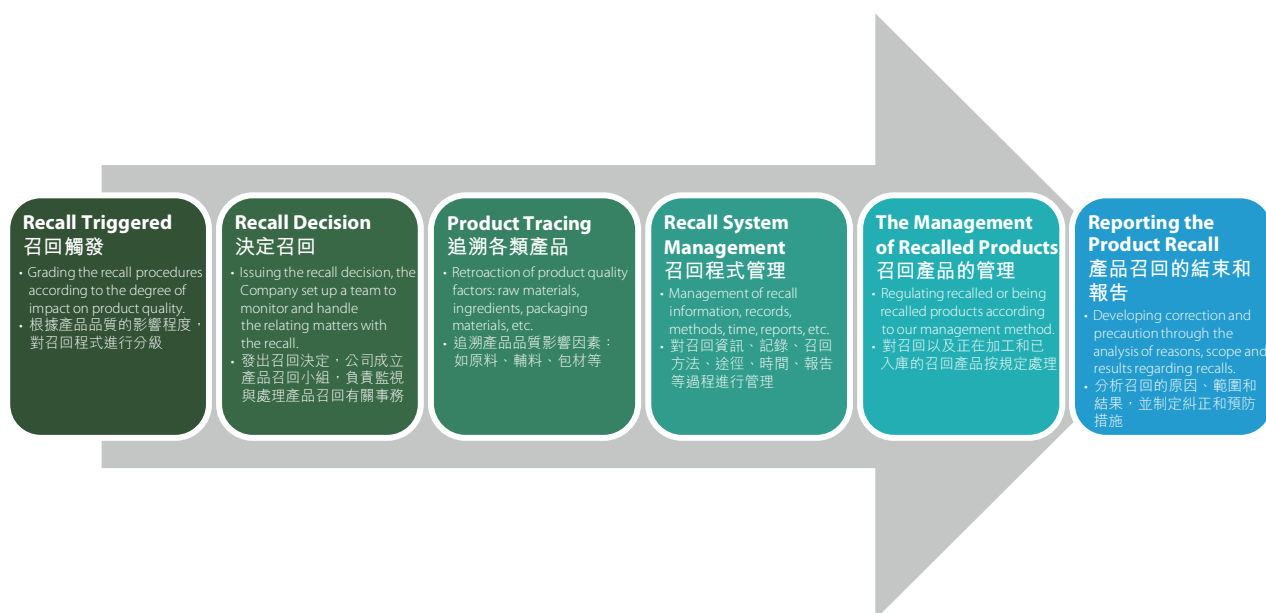 Recall Triggered
召回觸發
• Grading the recall procedures
according to the degree of
impact on product quality.
• 根據產品品質的影響程度，
對召回程式進行分級
Recall Decision
決定召回
• Issuing the recall decision, the
Company set up a team to
monitor and handle
the relating matters with
the recall.
• 發出召回決定，公司成立
產品召回小組，負責監視
與處理產品召回有關事務
Product Tracing
追溯各類產品
• Retroaction of product quality
factors: raw materials,
ingredients, packaging
materials, etc.
• 追溯產品品質影響因素：
如原料、輔料、包材等
Recall System
Management
召回程式管理
• Management of recall
information, records,
methods, time, reports, etc.
• 對召回資訊、記錄、召回
方法、途徑、時間、報告
等過程進行管理
The Management
of Recalled Products
召回產品的管理
• Regulating recalled or being
recalled products according
to our management method.
• 對召回以及正在加工和已
入庫的召回產品按規定處理
Reporting the
Product Recall
產品召回的結束和
報告
• Developing correction and
precaution through the
analysis of reasons, scope and
results regarding recalls.
• 分析召回的原因、範圍和
結果，並制定糾正和預防
措施